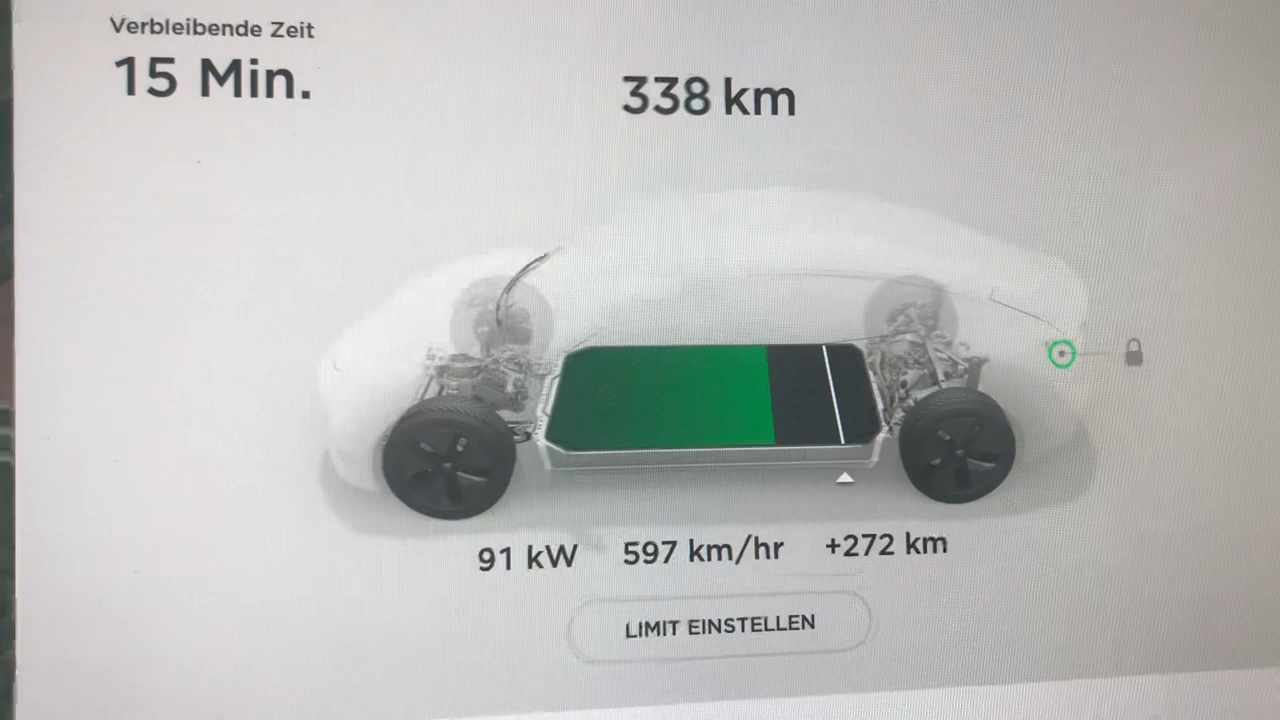 Verbleibende Zeit
15 Min.
338 km
91 kW 597 km/hr +272 km
LIMIT EINSTELLEN